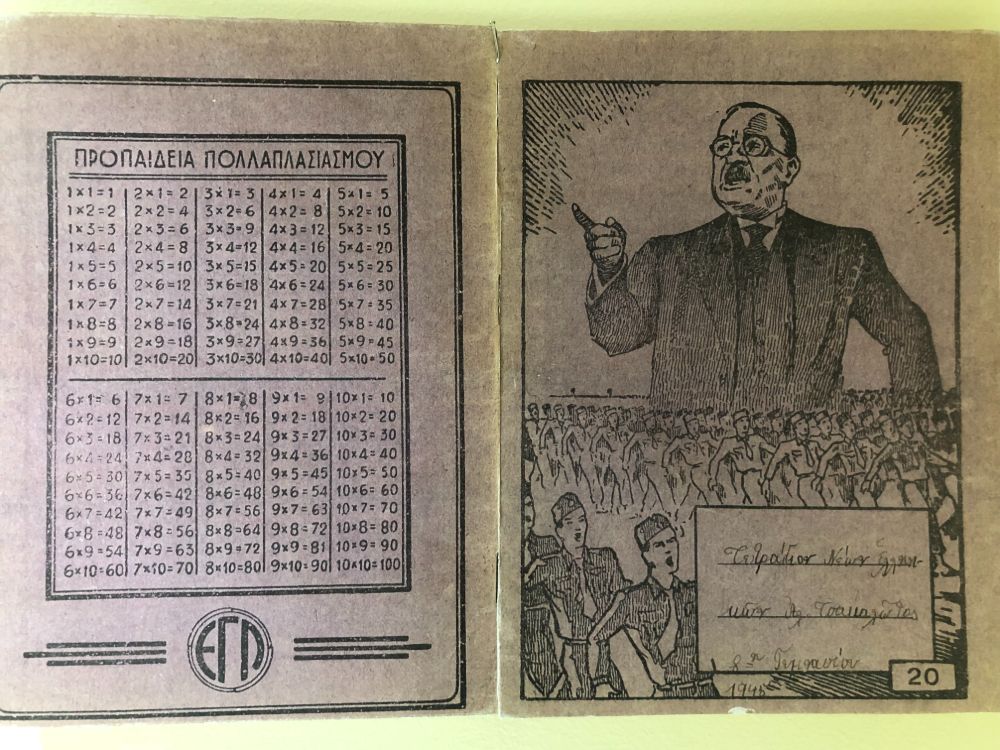 ΠΡΟΠΑΙΔΕΙΑ ΠΟΛΛΑΠΛΑΣΙΑΣΜΟΥ
1×1=1 2×1=2 3×1=3 4×1=4 5×1=5
1×2=2 2×2=4 3×2=6 4×2=8 5×2=10
1×3=3 2×3=6 3×3=9 4×3=12 5×3=15
1×4=4 2×4=8 3×4=12 4×4=16 5×4=20
1×5=5 2×5=10 3×5=15 4×5=20 5×5=25
1×6=6 2×6=12 3×6=18 4×6=24 5×6=30
1×7=7 2×7=14 3×7=21 4×7=28 5×7=35
1×8=8 2×8=16 3×8=24 4×8=32 5×8=40
1×9=9 2×9=18 3×9=27 4×9=36 5×9=45
1×10=10 2×10=20 3×10=30 4×10=40 5×10=50
6×1=6 7×1=7 8×1=8 9×1=9 10×1=10
6×2=12 7×2=14 8×2=16 9×2=18 10×2=20
6×3=18 7×3=21 8×3=24 9×3=27 10×3=30
6×4=24 7×4=28 8×4=32 9×4=36 10×4=40
6×5=30 7×5=35 8×5=40 9×5=45 10×5=50
6×6=36 7×6=42 8×6=48 9×6=54 10×6=60
6×7=42 7×7=49 8×7=56 9×7=63 10×7=70
6×8=48 7×8=56 8×8=64 9×8=72 10×8=80
6×9=54 7×9=63 8×9=72 9×9=81 10×9=90
6×10=60 7×10=70 8×10=80 9×10=90 10×10=100
ΕΓΛ
Τετράδιον Νέων Ἑλληνι-
κῶν Ἀλ. Τσακαλώτος
Γυμνασίου
20